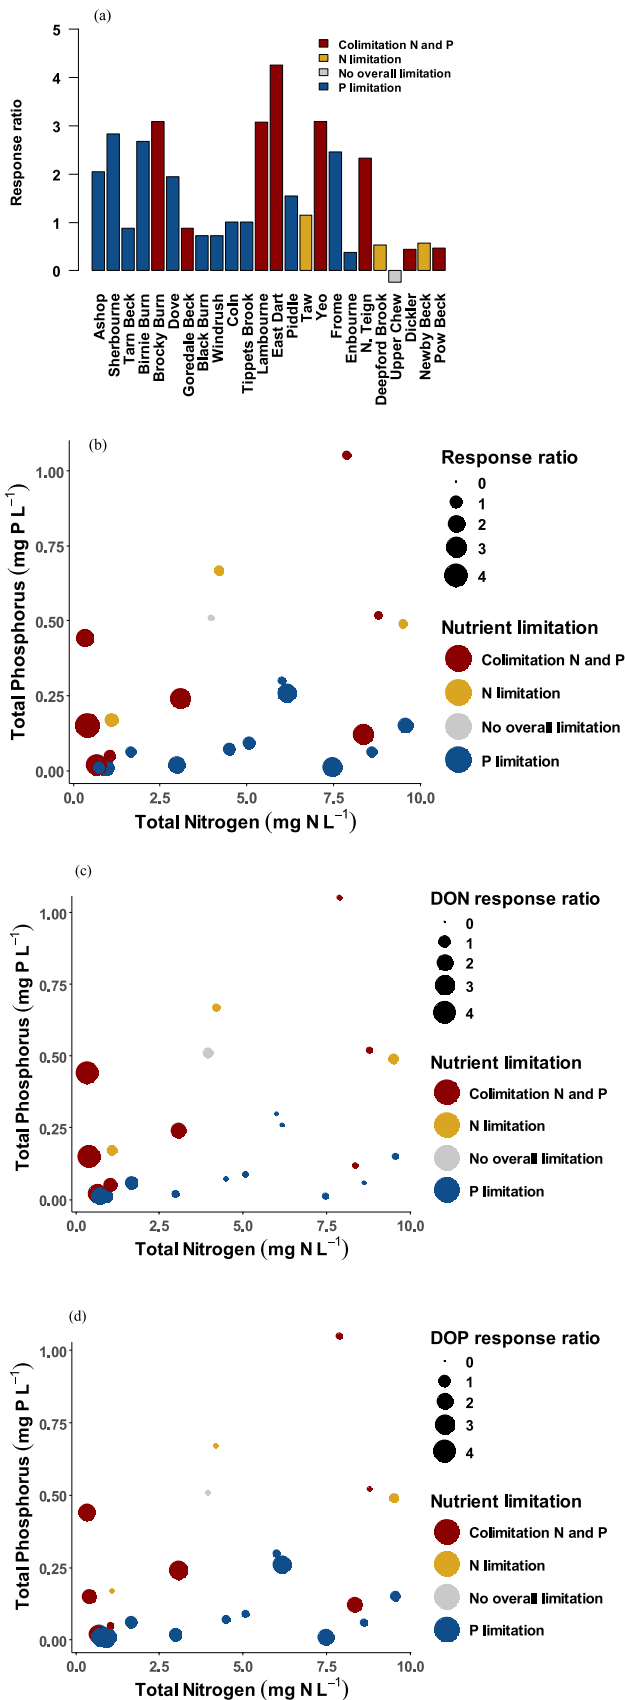 (a)
5
4
3
2
1
0
Response ratio
Colimitation N and P
N limitation
No overall limitation
P limitation
Ashop
Sherbourne
Tarn Beck
Birnie Burn
Brocky Burn
Dove
Goredale Beck
Black Burn
Windrush
Coln
Tippets Brook
Lambourne
East Dart
Piddle
Taw
Yeo
Frome
Enbourne
N. Teign
Deepford Brook
Upper Chew
Dickler
Newby Beck
Pow Beck
(b)
1.00
0.75
0.50
0.25
0.00
Total Phosphorus (mg P L−1)
0.0 2.5 5.0 7.5 10.0
Total Nitrogen (mg N L−1)
Response ratio
0
1
2
3
4
Nutrient limitation
Colimitation N and P
N limitation
No overall limitation
P limitation
(c)
1.00
0.75
0.50
0.25
0.00
Total Phosphorus (mg P L−1)
0.0 2.5 5.0 7.5 10.0
Total Nitrogen (mg N L−1)
DON response ratio
0
1
2
3
4
Nutrient limitation
Colimitation N and P
N limitation
No overall limitation
P limitation
(d)
1.00
0.75
0.50
0.25
0.00
Total Phosphorus (mg P L−1)
0.0 2.5 5.0 7.5 10.0
Total Nitrogen (mg N L−1)
DOP response ratio
0
1
2
3
4
Nutrient limitation
Colimitation N and P
N limitation
No overall limitation
P limitation